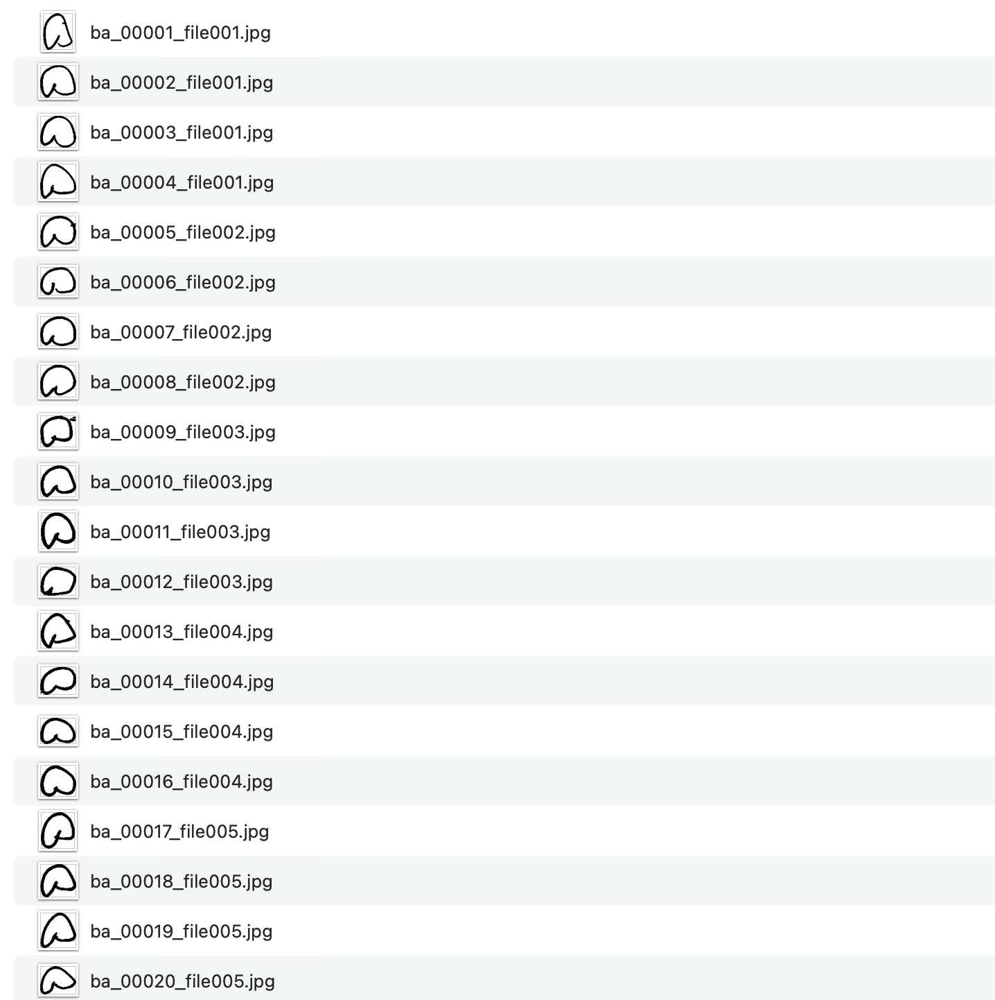 ba_00001_file001.jpg
ba_00002_file001.jpg
ba_00003_file001.jpg
ba_00004_file001.jpg
ba_00005_file002.jpg
ba_00006_file002.jpg
ba_00007_file002.jpg
ba_00008_file002.jpg
ba_00009_file003.jpg
ba_00010_file003.jpg
ba_00011_file003.jpg
ba_00012_file003.jpg
ba_00013_file004.jpg
ba_00014_file004.jpg
ba_00015_file004.jpg
ba_00016_file004.jpg
ba_00017_file005.jpg
ba_00018_file005.jpg
ba_00019_file005.jpg
ba_00020_file005.jpg